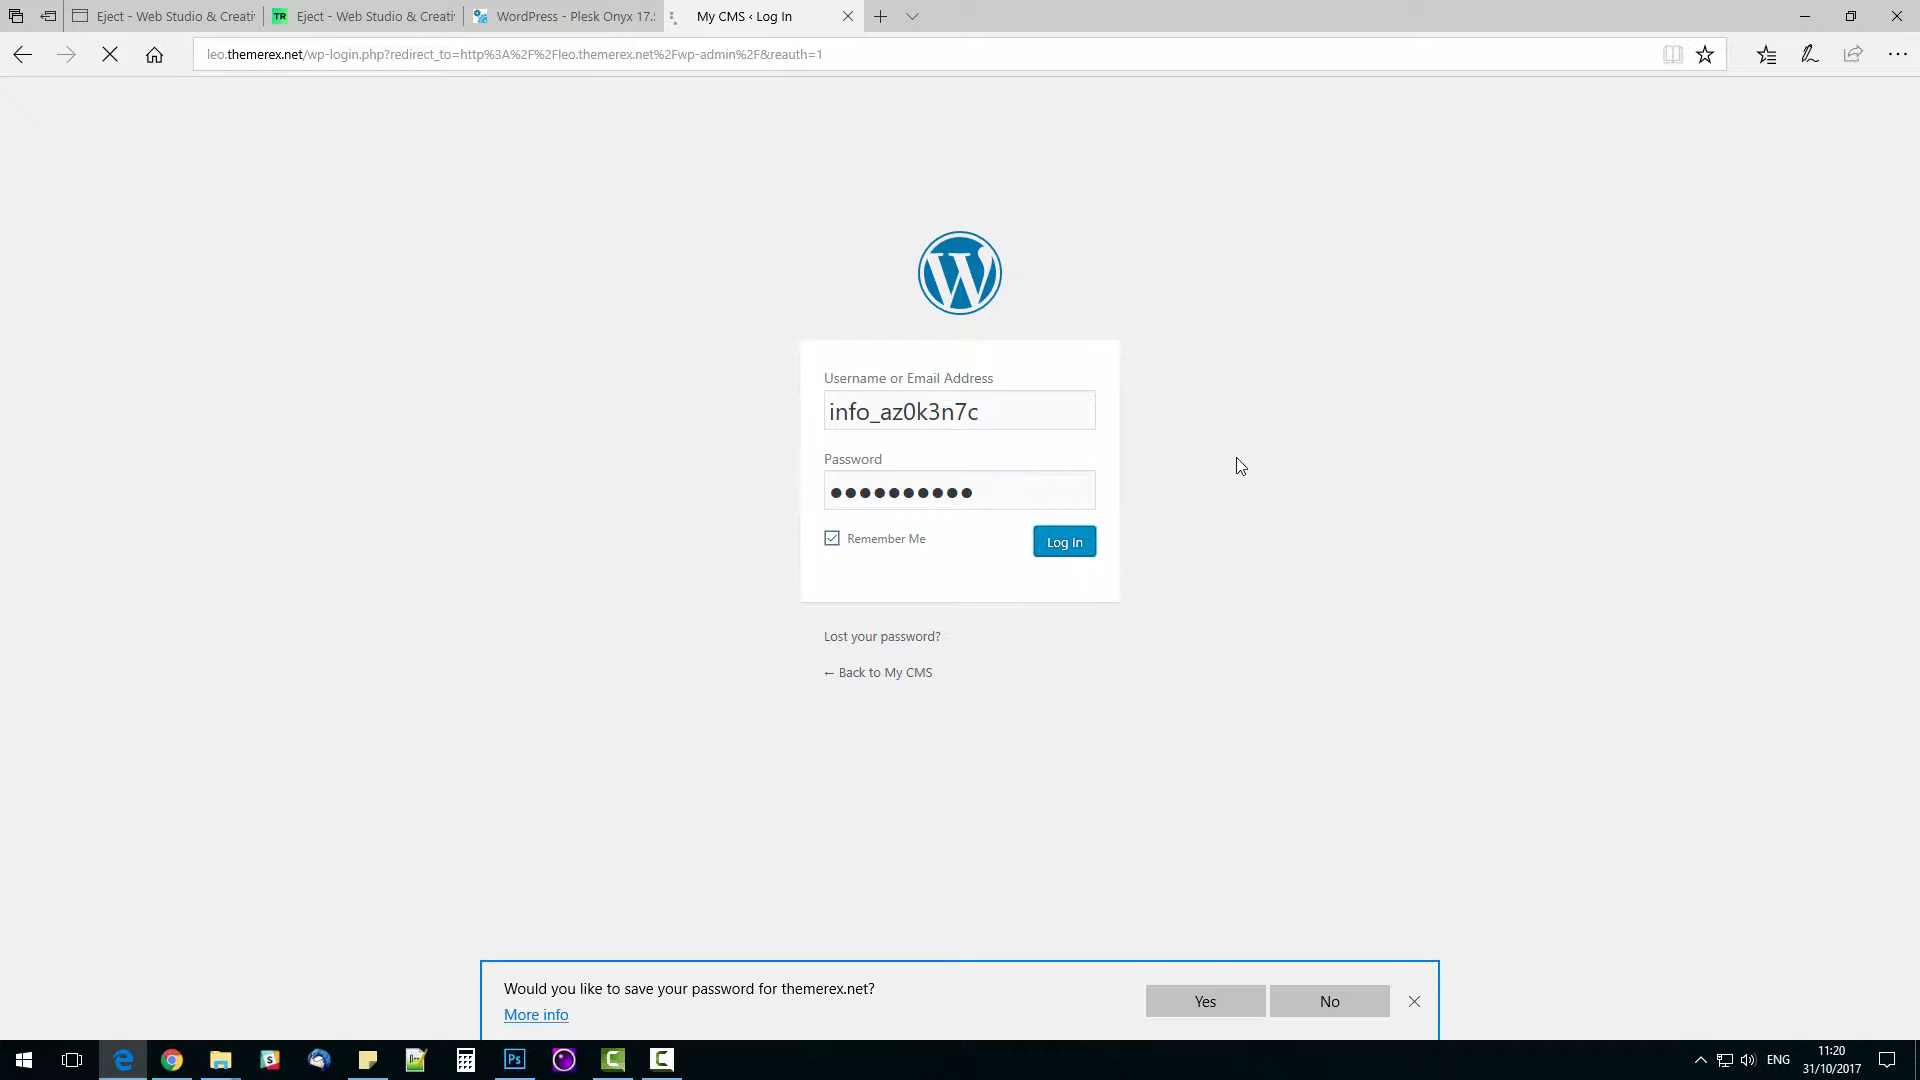 Eject - Web Studio & Creati
TR Eject - Web Studio & Creati
WordPress - Plesk Onyx 17.
My CMS ‹ Log In
leo.themerex.net/wp-login.php?redirect_to=http%3A%2F%2Fleo.themerex.net%2Fwp-admin%2F&reauth=1
Username or Email Address
info_az0k3n7c
Password
Remember Me
Log In
Lost your password?
← Back to My CMS
Would you like to save your password for themerex.net?
More info
Yes
No
Ps
ENG
11:20
31/10/2017